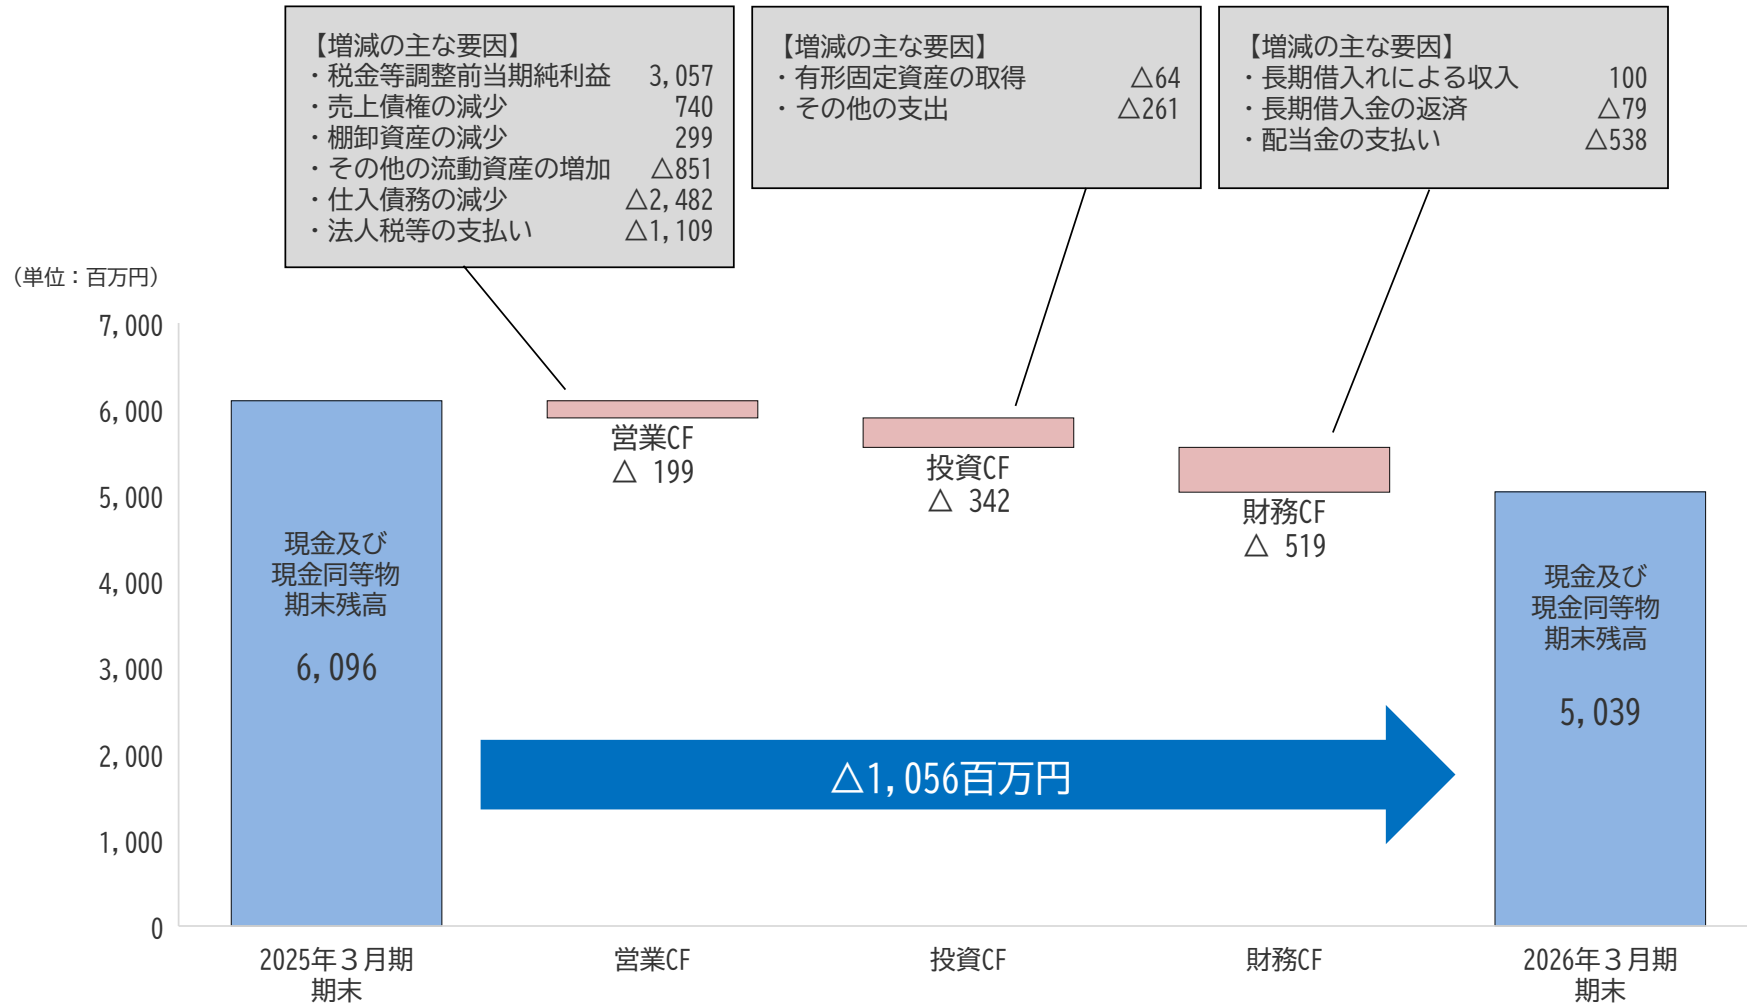 【増減の主な要因】
・税金等調整前当期純利益 3,057
・売上債権の減少 740
・棚卸資産の減少 299
・その他の流動資産の増加 △851
・仕入債務の減少 △2,482
・法人税等の支払い △1,109
【増減の主な要因】
・有形固定資産の取得 △64
・その他の支出 △261
【増減の主な要因】
・長期借入れによる収入 100
・長期借入金の返済 △79
・配当金の支払い △538
（単位：百万円）
7,000
6,000
5,000
4,000
3,000
2,000
1,000
0
現金及び
現金同等物
期末残高
6,096
営業CF
△ 199
投資CF
△ 342
財務CF
△ 519
現金及び
現金同等物
期末残高
5,039
△1,056百万円
2025年３月期
期末
営業CF
投資CF
財務CF
2026年３月期
期末